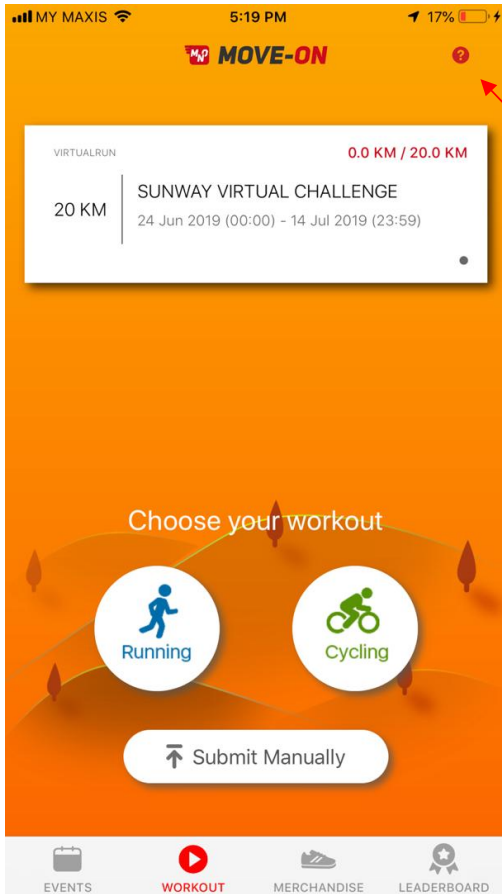 MY MAXIS 5:19 PM 17%
MNP MOVE-ON ?
VIRTUALRUN 0.0 KM / 20.0 KM
20 KM SUNWAY VIRTUAL CHALLENGE
24 Jun 2019 (00:00) - 14 Jul 2019 (23:59)
Choose your workout
Running Cycling
Submit Manually
EVENTS WORKOUT MERCHANDISE LEADERBOARD